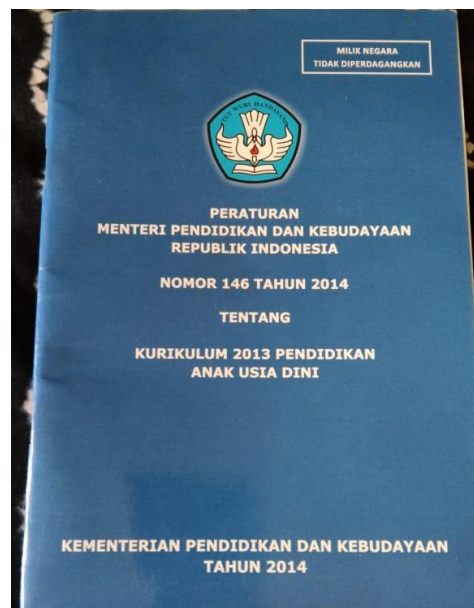 MILIK NEGARA
TIDAK DIPERDAGANGKAN
TUT WURI HANDAYANI
PERATURAN
MENTERI PENDIDIKAN DAN KEBUDAYAAN
REPUBLIK INDONESIA
NOMOR 146 TAHUN 2014
TENTANG
KURIKULUM 2013 PENDIDIKAN
ANAK USIA DINI
KEMENTERIAN PENDIDIKAN DAN KEBUDAYAAN
TAHUN 2014